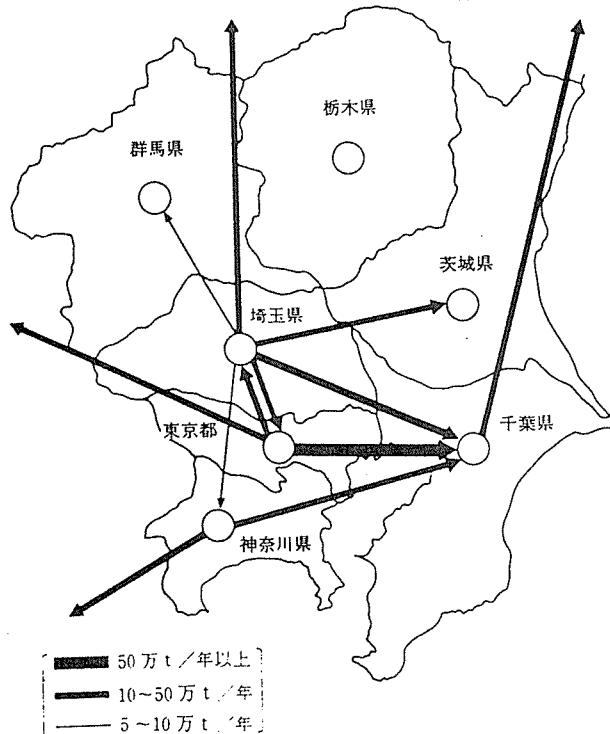 栃木県
群馬県
茨城県
埼玉県
千葉県
東京都
神奈川県
50万t/年以上
10~50万t/年
5~10万t/年